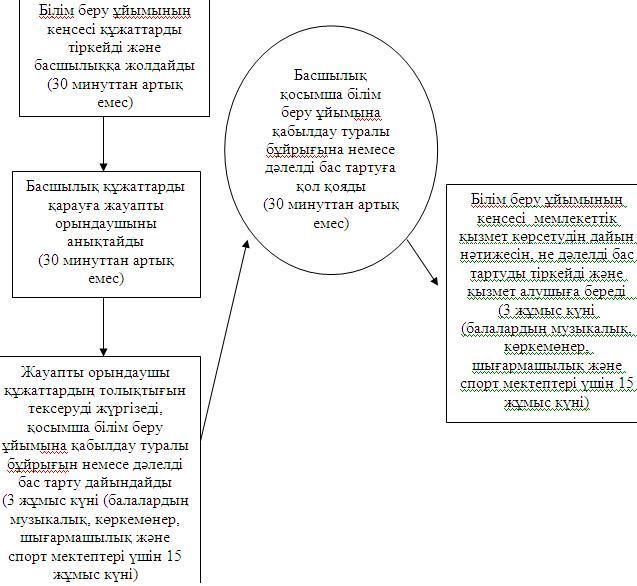 Білім беру ұйымының
кеңсесі құжаттарды
тіркейді және
басшылыққа жолдайды
(30 минуттан артық
емес)
Басшылық құжаттарды
қарауға жауапты
орындаушыны
анықтайды
(30 минуттан артық
емес)
Жауапты орындаушы
құжаттардың толықтығын
тексеруді жүргізеді,
қосымша білім беру
ұйымына қабылдау туралы
бұйрығын немесе дәлелді
бас тарту дайындайды
(3 жұмыс күні (балалардың
музыкалық, көркемөнер,
шығармашылық және
спорт мектептері үшін 15
жұмыс күні)
Басшылық
қосымша білім
беру ұйымына
қабылдау туралы
бұйрығына немесе
дәлелді бас тартуға
қол қояды
(30 минуттан артық
емес)
Білім беру ұйымының
кеңсесі мемлекеттік
қызмет көрсетудің дайын
нәтижесін, не дәлелді бас
тартуды тіркейді және
қызмет алушыға береді
(3 жұмыс күні
(балалардың музыкалық,
көркемөнер,
шығармашылық және
спорт мектептері үшін 15
жұмыс күні)